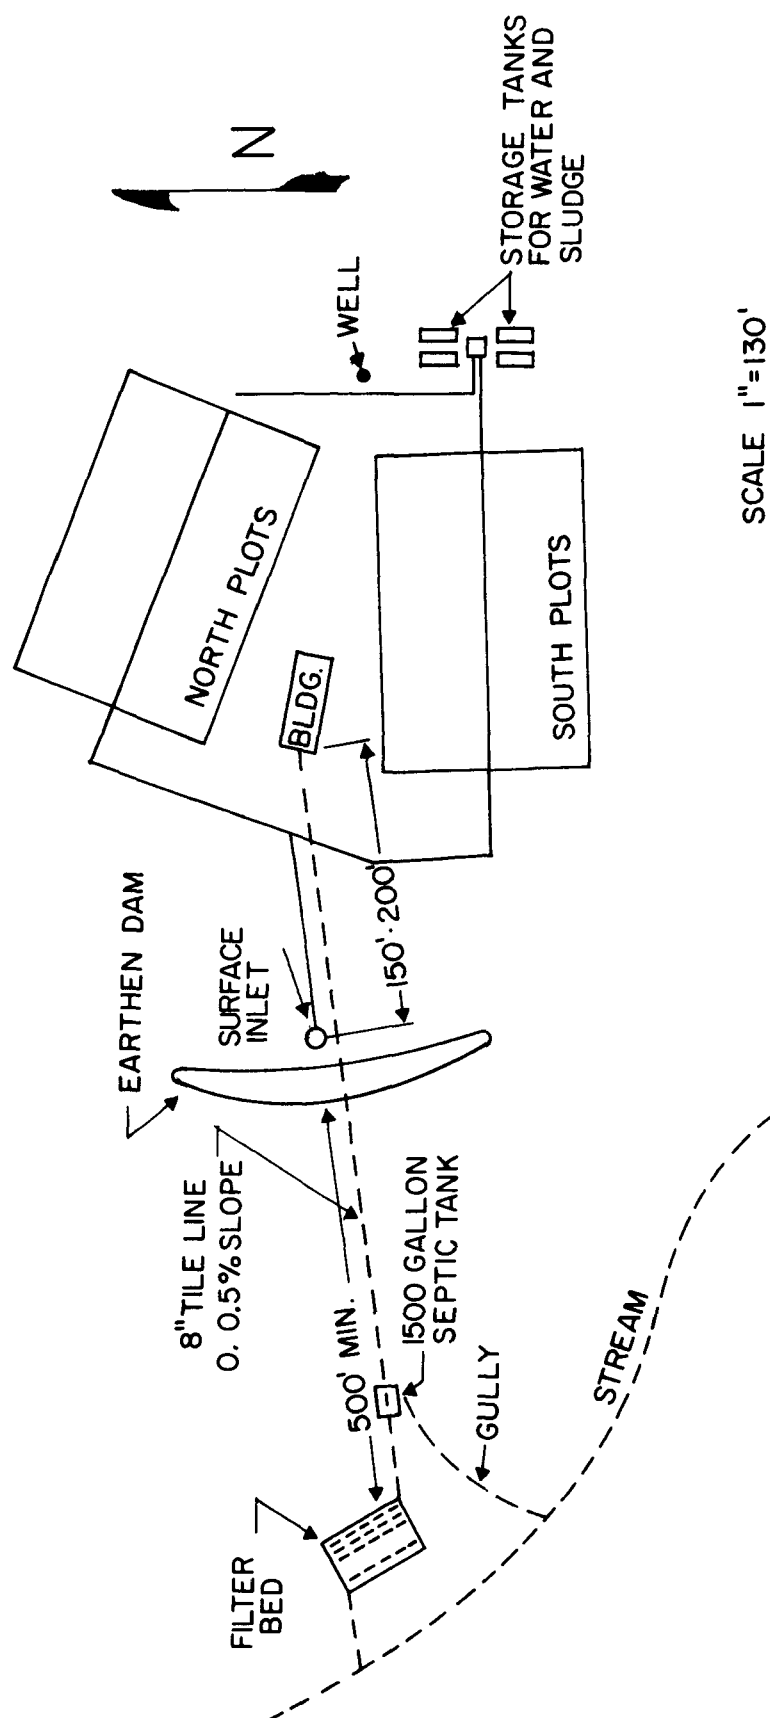 FILTER
BED
500' MIN.
8" TILE LINE
0. 0.5% SLOPE
EARTHEN DAM
SURFACE
INLET
150'-200'
BLDG.
NORTH PLOTS
SOUTH PLOTS
WELL
N
STORAGE TANKS
FOR WATER AND
SLUDGE
1500 GALLON
SEPTIC TANK
GULLY
STREAM
SCALE 1"=130'